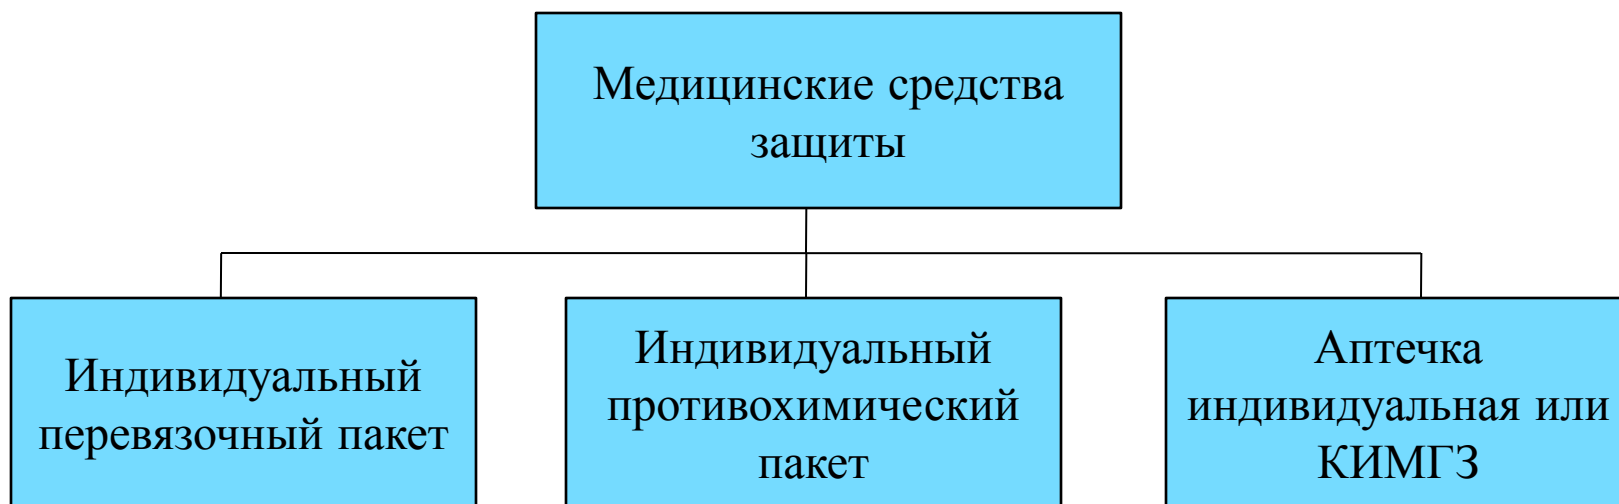 Медицинские средства
защиты
Индивидуальный
перевязочный пакет
Индивидуальный
противохимический
пакет
Аптечка
индивидуальная или
КИМГЗ